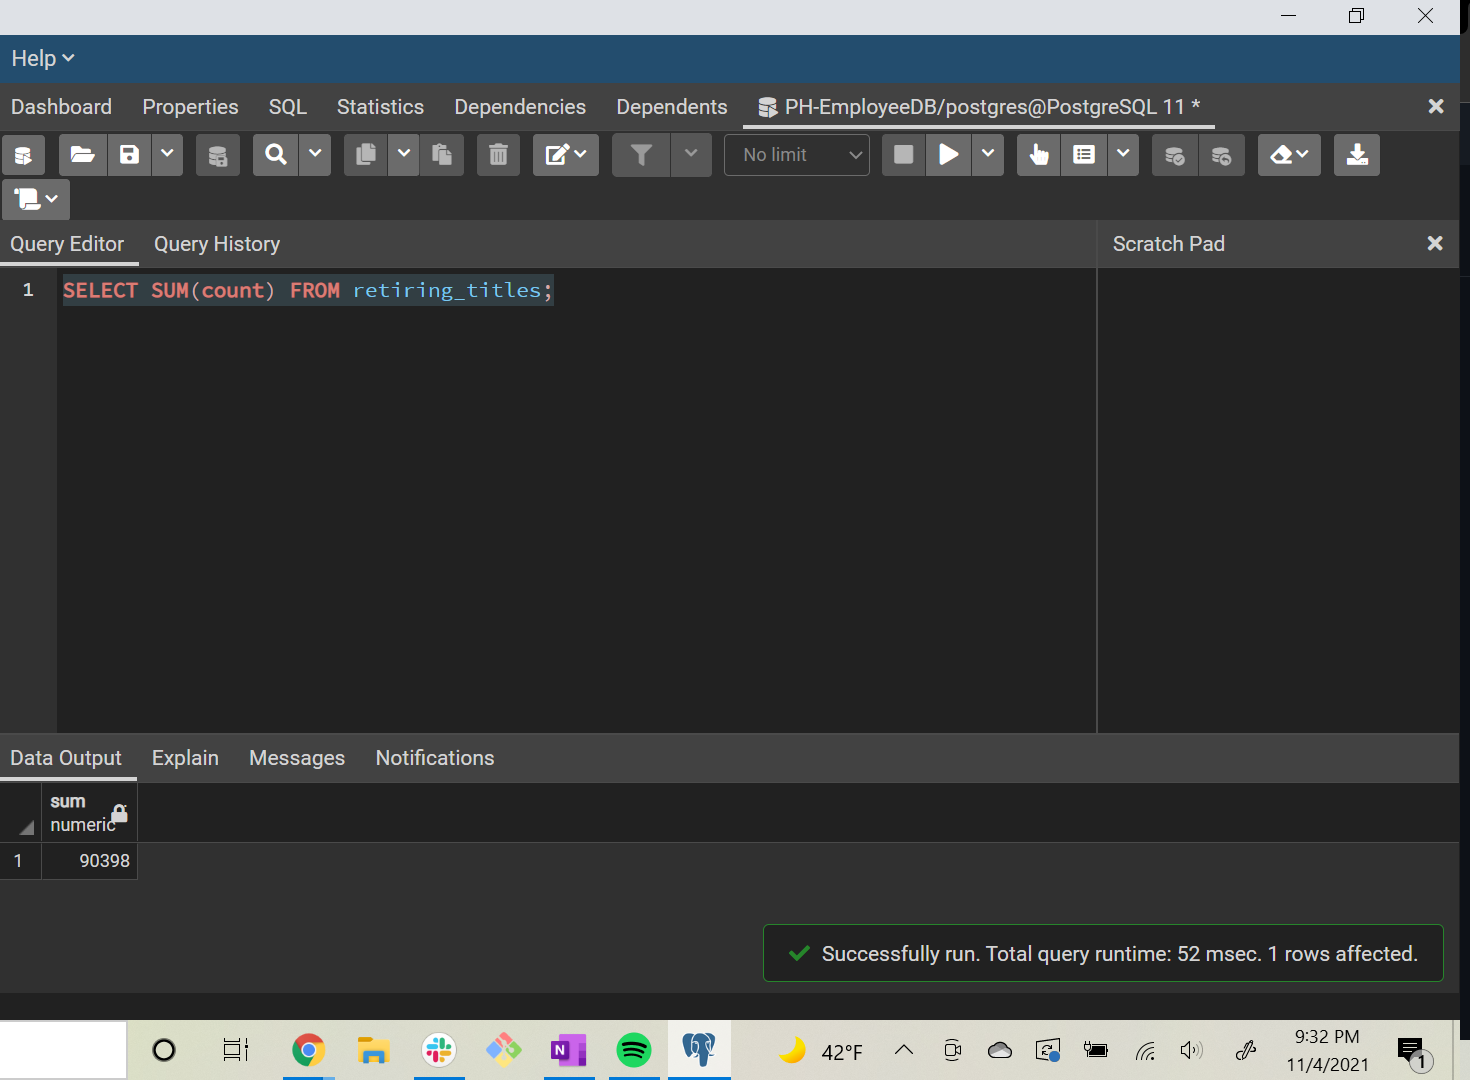 Help
Dashboard Properties SQL Statistics Dependencies Dependents PH-EmployeeDB/postgres@PostgreSQL 11 *
No limit
Query Editor Query History Scratch Pad
1 SELECT SUM(count) FROM retiring_titles;
Data Output Explain Messages Notifications
sum
numeric
1 90398
Successfully run. Total query runtime: 52 msec. 1 rows affected.
N 42°F 9:32 PM
11/4/2021 1